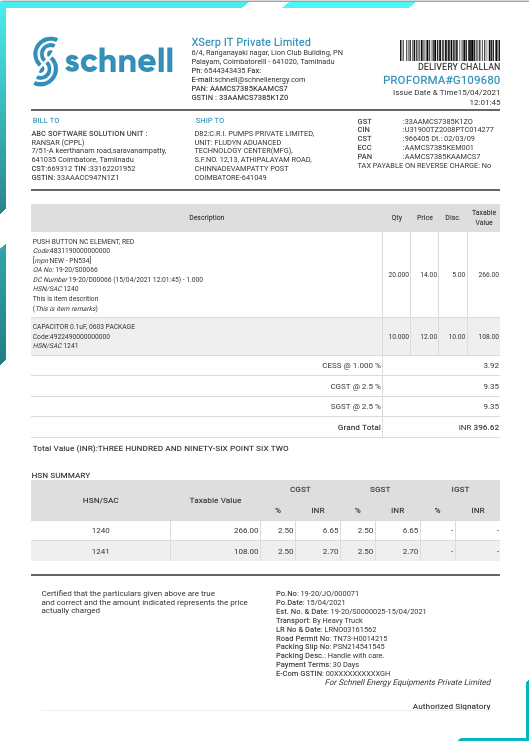 schnell
XSerp IT Private Limited
6/4, Ranganayaki nagar, Lion Club Building, PN
Palayam, CoimbatoreIII - 641020, Tamilnadu
Ph: 6544343435 Fax:
E-mail:schnell@schnellenergy.com
PAN: AAMCS7385KAAMCS7
GSTIN : 33AAMCS7385K1Z0
DELIVERY CHALLAN
PROFORMA#G109680
Issue Date & Time15/04/2021
12:01:45
BILL TO
ABC SOFTWARE SOLUTION UNIT :
RANSAR (CPPL)
7/51-A keerthanam road,saravanampatty,
641035 Coimbatore, Tamilnadu
CST:669312 TIN :33162201952
GSTIN: 33AAACC947N1Z1
SHIP TO
D82:C.R.I. PUMPS PRIVATE LIMITED,
UNIT: FLUDYN ADVANCED
TECHNOLOGY CENTER(MFG),
S.F.NO. 12,13, ATHIPALAYAM ROAD,
CHINNADEVAMPATTY POST
COIMBATORE-641049
GST :33AAMCS7385K1ZO
CIN :U31900TZ2008PTC014277
CST :966405 Dt.: 02/03/09
ECC :AAMCS7385KEM001
PAN :AAMCS7385KAAMCS7
TAX PAYABLE ON REVERSE CHARGE: No
Description Qty Price Disc. Taxable Value
PUSH BUTTON NC ELEMENT, RED
Code:4831190000000000
[mpn NEW - PN534]
OA No: 19-20/S00066
DC Number 19-20/D00066 (15/04/2021 12:01:45) - 1.000
HSN/SAC 1240
This is item descrition
(This is item remarks)
20.000 14.00 5.00 266.00
CAPACITOR 0.1uF, 0603 PACKAGE
Code:4922490000000000
HSN/SAC 1241
10.000 12.00 10.00 108.00
CESS @ 1.000 % 3.92
CGST @ 2.5 % 9.35
SGST @ 2.5 % 9.35
Grand Total INR 396.62
Total Value (INR):THREE HUNDRED AND NINETY-SIX POINT SIX TWO
HSN SUMMARY
HSN/SAC Taxable Value CGST SGST IGST
% INR % INR % INR
1240 266.00 2.50 6.65 2.50 6.65 - -
1241 108.00 2.50 2.70 2.50 2.70 - -
Certified that the particulars given above are true
and correct and the amount indicated represents the price
actually charged
Po.No: 19-20/JO/000071
Po.Date: 15/04/2021
Est. No. & Date: 19-20/S0000025-15/04/2021
Transport: By Heavy Truck
LR No & Date: LRNO03161562
Road Permit No: TN73-H0014215
Packing Slip No: PSN214541545
Packing Desc.: Handle with care.
Payment Terms: 30 Days
E-Com GSTIN: 00XXXXXXXXXXGH
For Schnell Energy Equipments Private Limited
Authorized Signatory